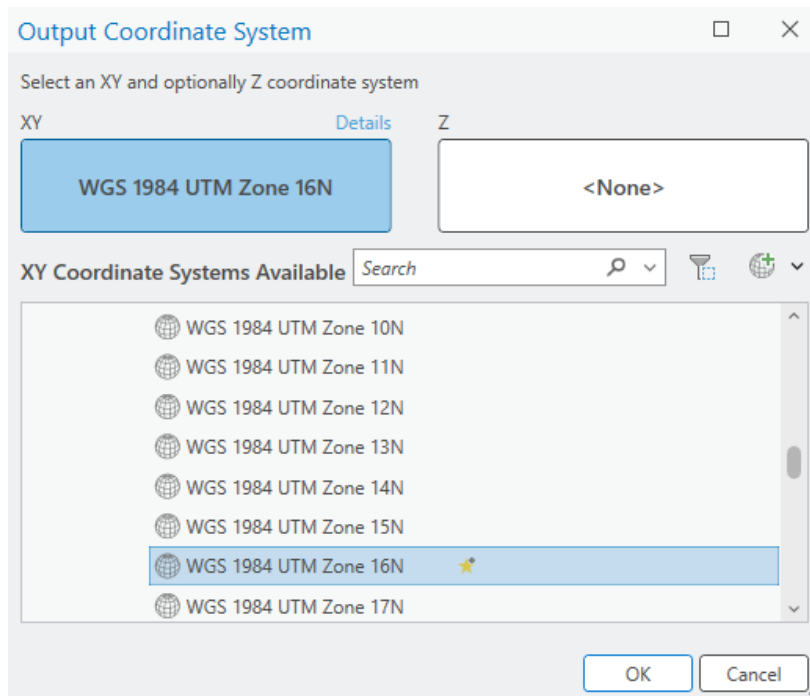 Output Coordinate System
Select an XY and optionally Z coordinate system
XY Details Z
WGS 1984 UTM Zone 16N <None>
XY Coordinate Systems Available Search
WGS 1984 UTM Zone 10N
WGS 1984 UTM Zone 11N
WGS 1984 UTM Zone 12N
WGS 1984 UTM Zone 13N
WGS 1984 UTM Zone 14N
WGS 1984 UTM Zone 15N
WGS 1984 UTM Zone 16N
WGS 1984 UTM Zone 17N
OK Cancel